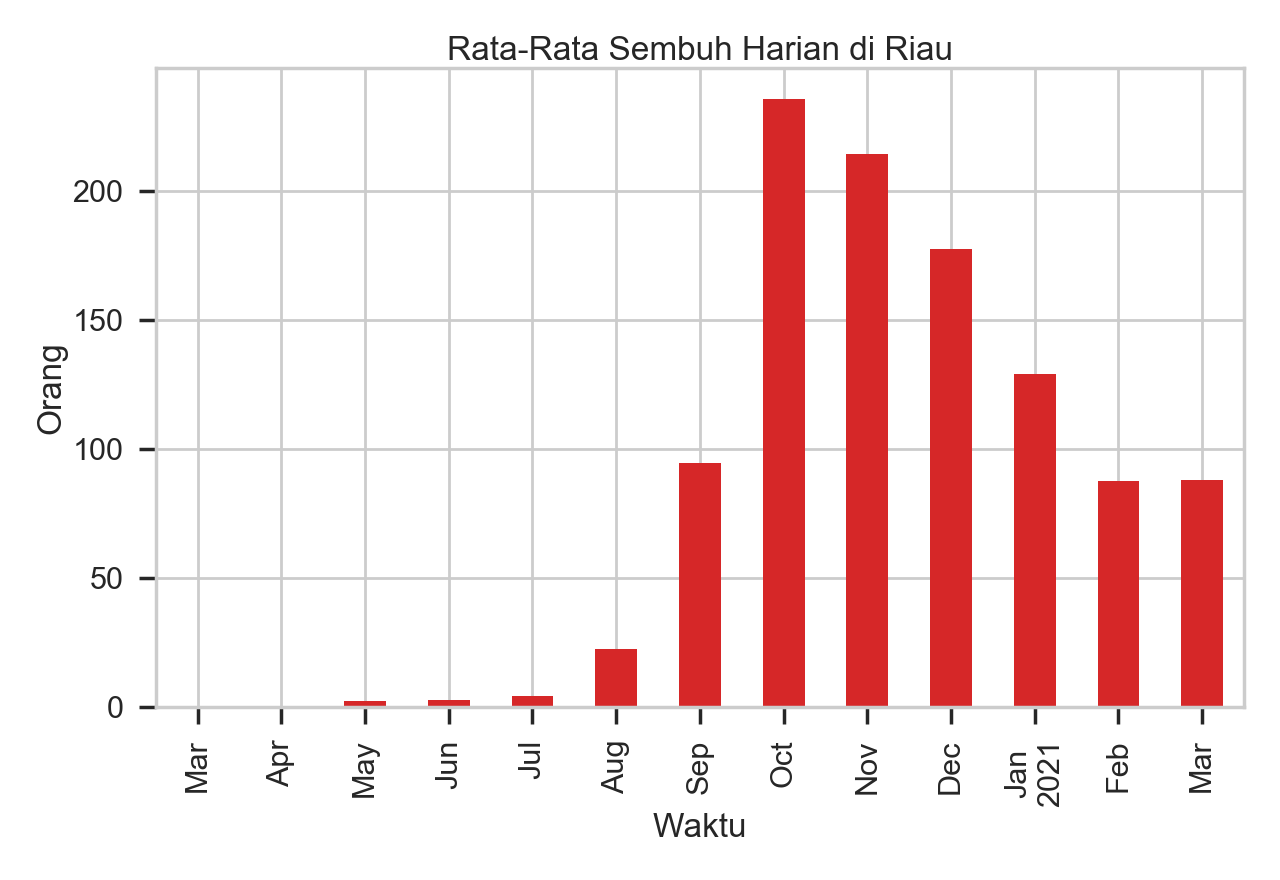 Rata-Rata Sembuh Harian di Riau
Orang
200
150
100
50
0
Mar
Apr
May
Jun
Jul
Aug
Sep
Oct
Nov
Dec
Jan
2021
Feb
Mar
Waktu